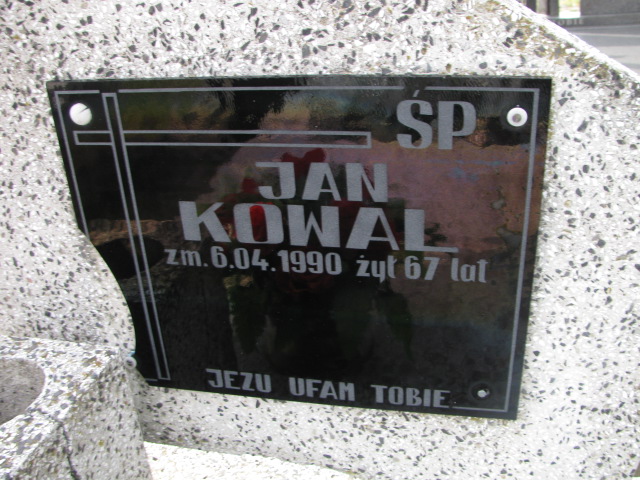 ŚP
JAN
KOWAL
zm. 6.04.1990 żył 67 lat
JEZU UFAM TOBIE